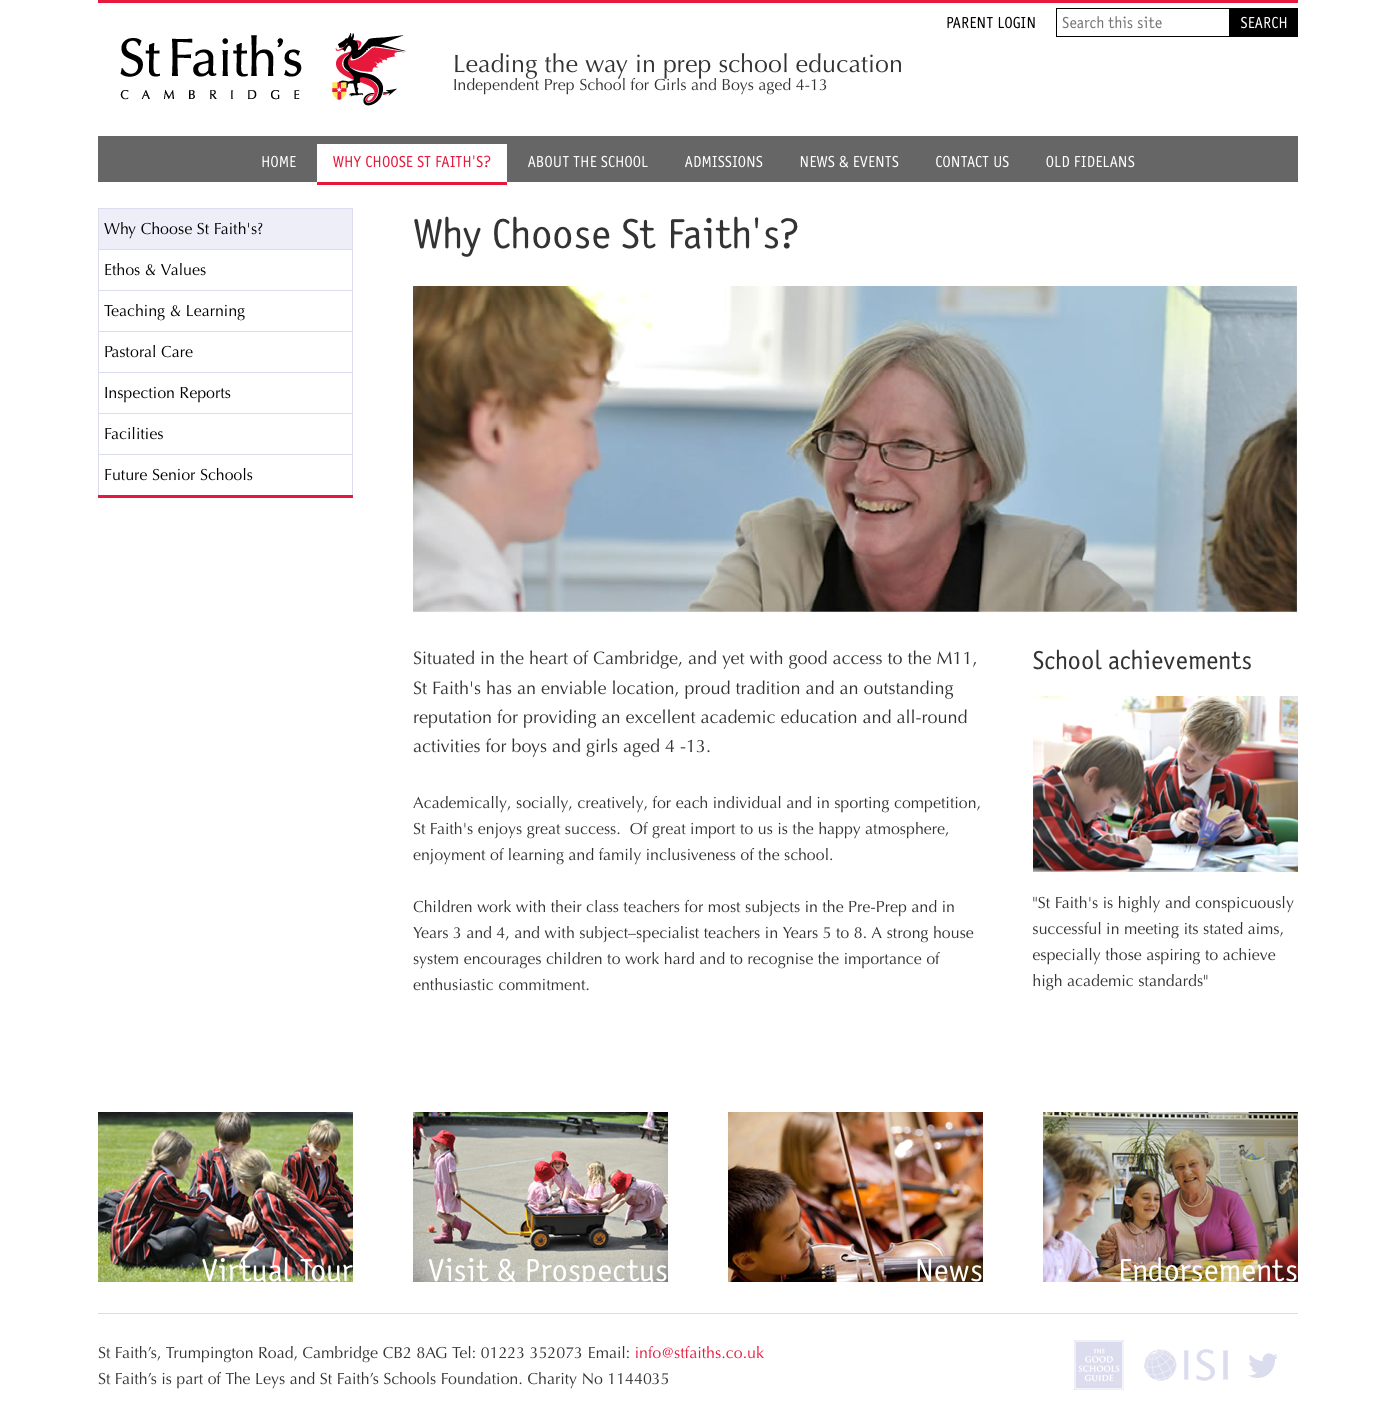 PARENT LOGIN
Search this site
SEARCH
St Faith's
CAMBRIDGE
Leading the way in prep school education
Independent Prep School for Girls and Boys aged 4-13
HOME
WHY CHOOSE ST FAITH'S?
ABOUT THE SCHOOL
ADMISSIONS
NEWS & EVENTS
CONTACT US
OLD FIDELANS
Why Choose St Faith's?
Ethos & Values
Teaching & Learning
Pastoral Care
Inspection Reports
Facilities
Future Senior Schools
Why Choose St Faith's?
Situated in the heart of Cambridge, and yet with good access to the M11,
St Faith's has an enviable location, proud tradition and an outstanding
reputation for providing an excellent academic education and all-round
activities for boys and girls aged 4 -13.
Academically, socially, creatively, for each individual and in sporting competition,
St Faith's enjoys great success.  Of great import to us is the happy atmosphere,
enjoyment of learning and family inclusiveness of the school.
Children work with their class teachers for most subjects in the Pre-Prep and in
Years 3 and 4, and with subject–specialist teachers in Years 5 to 8. A strong house
system encourages children to work hard and to recognise the importance of
enthusiastic commitment.
School achievements
"St Faith's is highly and conspicuously
successful in meeting its stated aims,
especially those aspiring to achieve
high academic standards"
Virtual Tour
Visit & Prospectus
News
Endorsements
St Faith’s, Trumpington Road, Cambridge CB2 8AG Tel: 01223 352073 Email: info@stfaiths.co.uk
St Faith’s is part of The Leys and St Faith’s Schools Foundation. Charity No 1144035
THE
GOOD
SCHOOLS
GUIDE
ISI